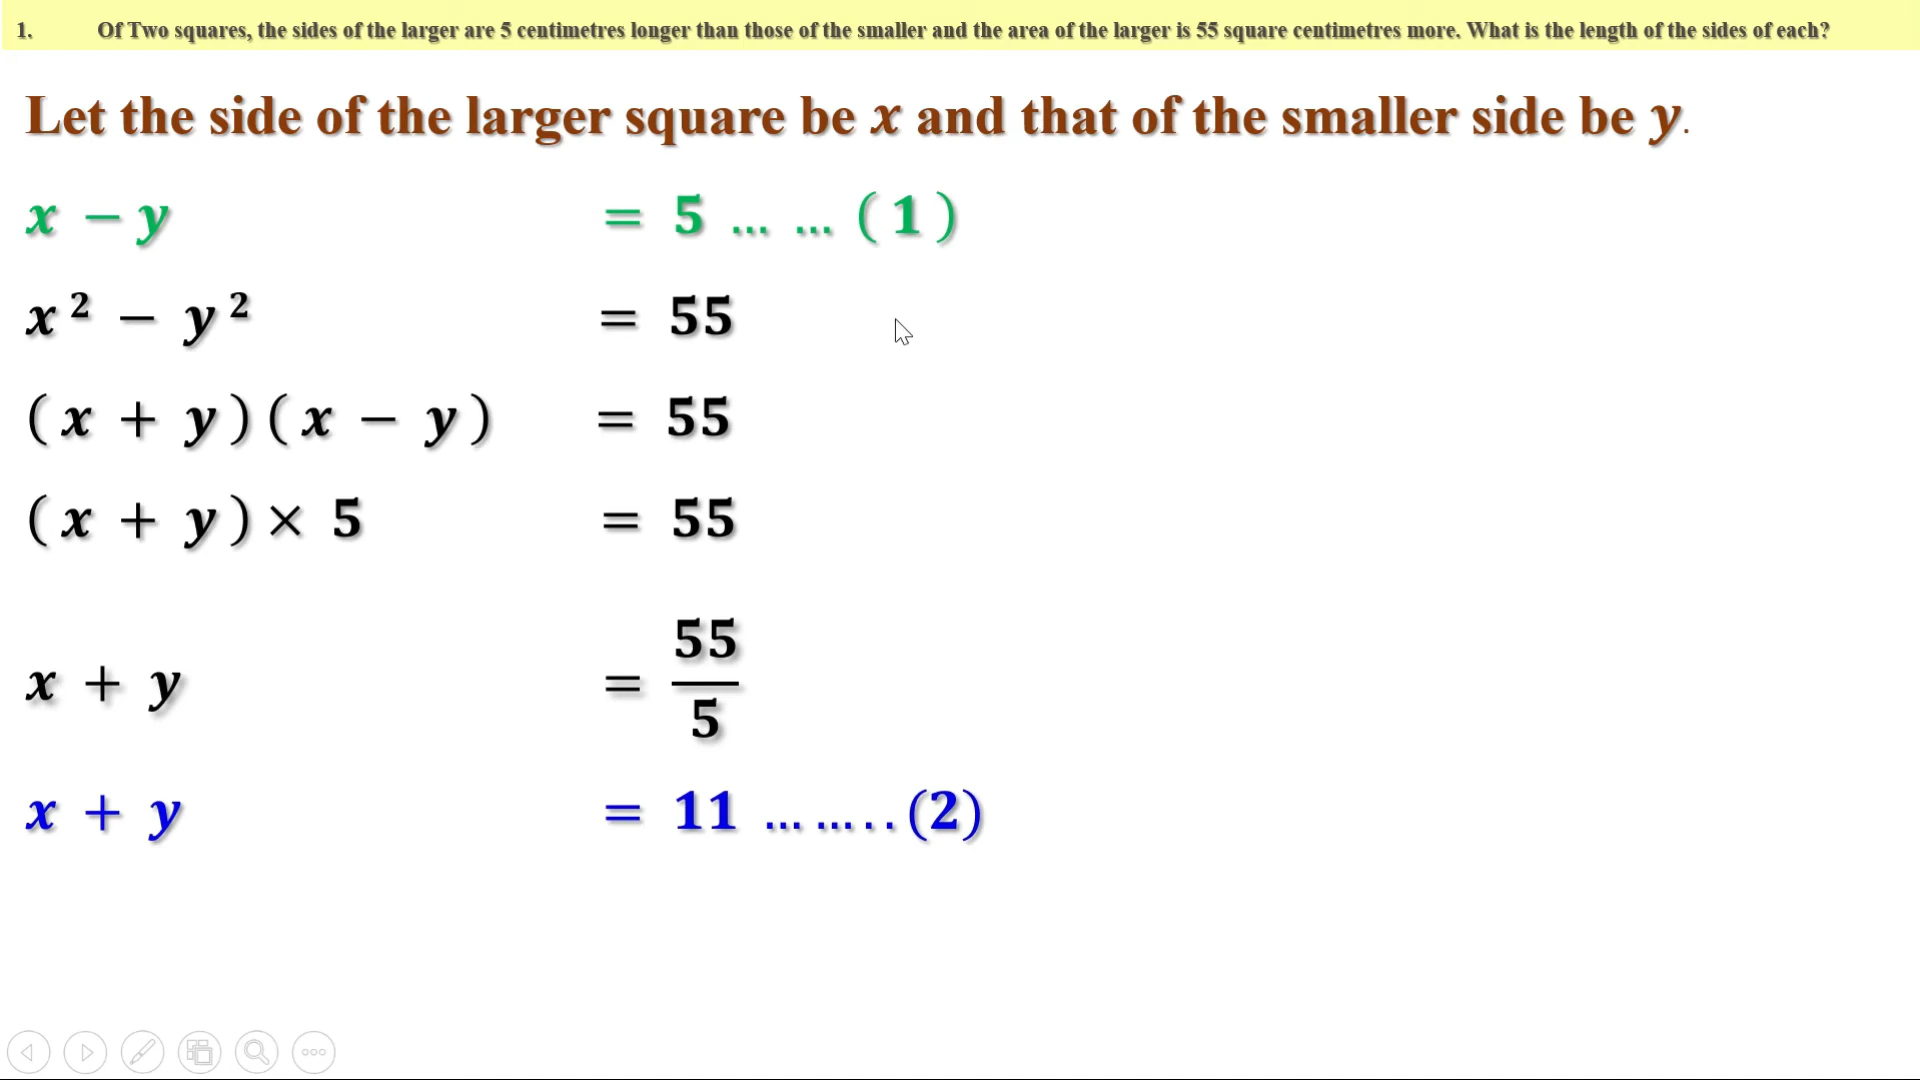 1. Of Two squares, the sides of the larger are 5 centimetres longer than those of the smaller and the area of the larger is 55 square centimetres more. What is the length of the sides of each?
Let the side of the larger square be x and that of the smaller side be y.
x − y = 5 … … ( 1 )
x² − y² = 55
( x + y ) ( x − y ) = 55
( x + y ) × 5 = 55
x + y = 55/5
x + y = 11 … … . . (2)